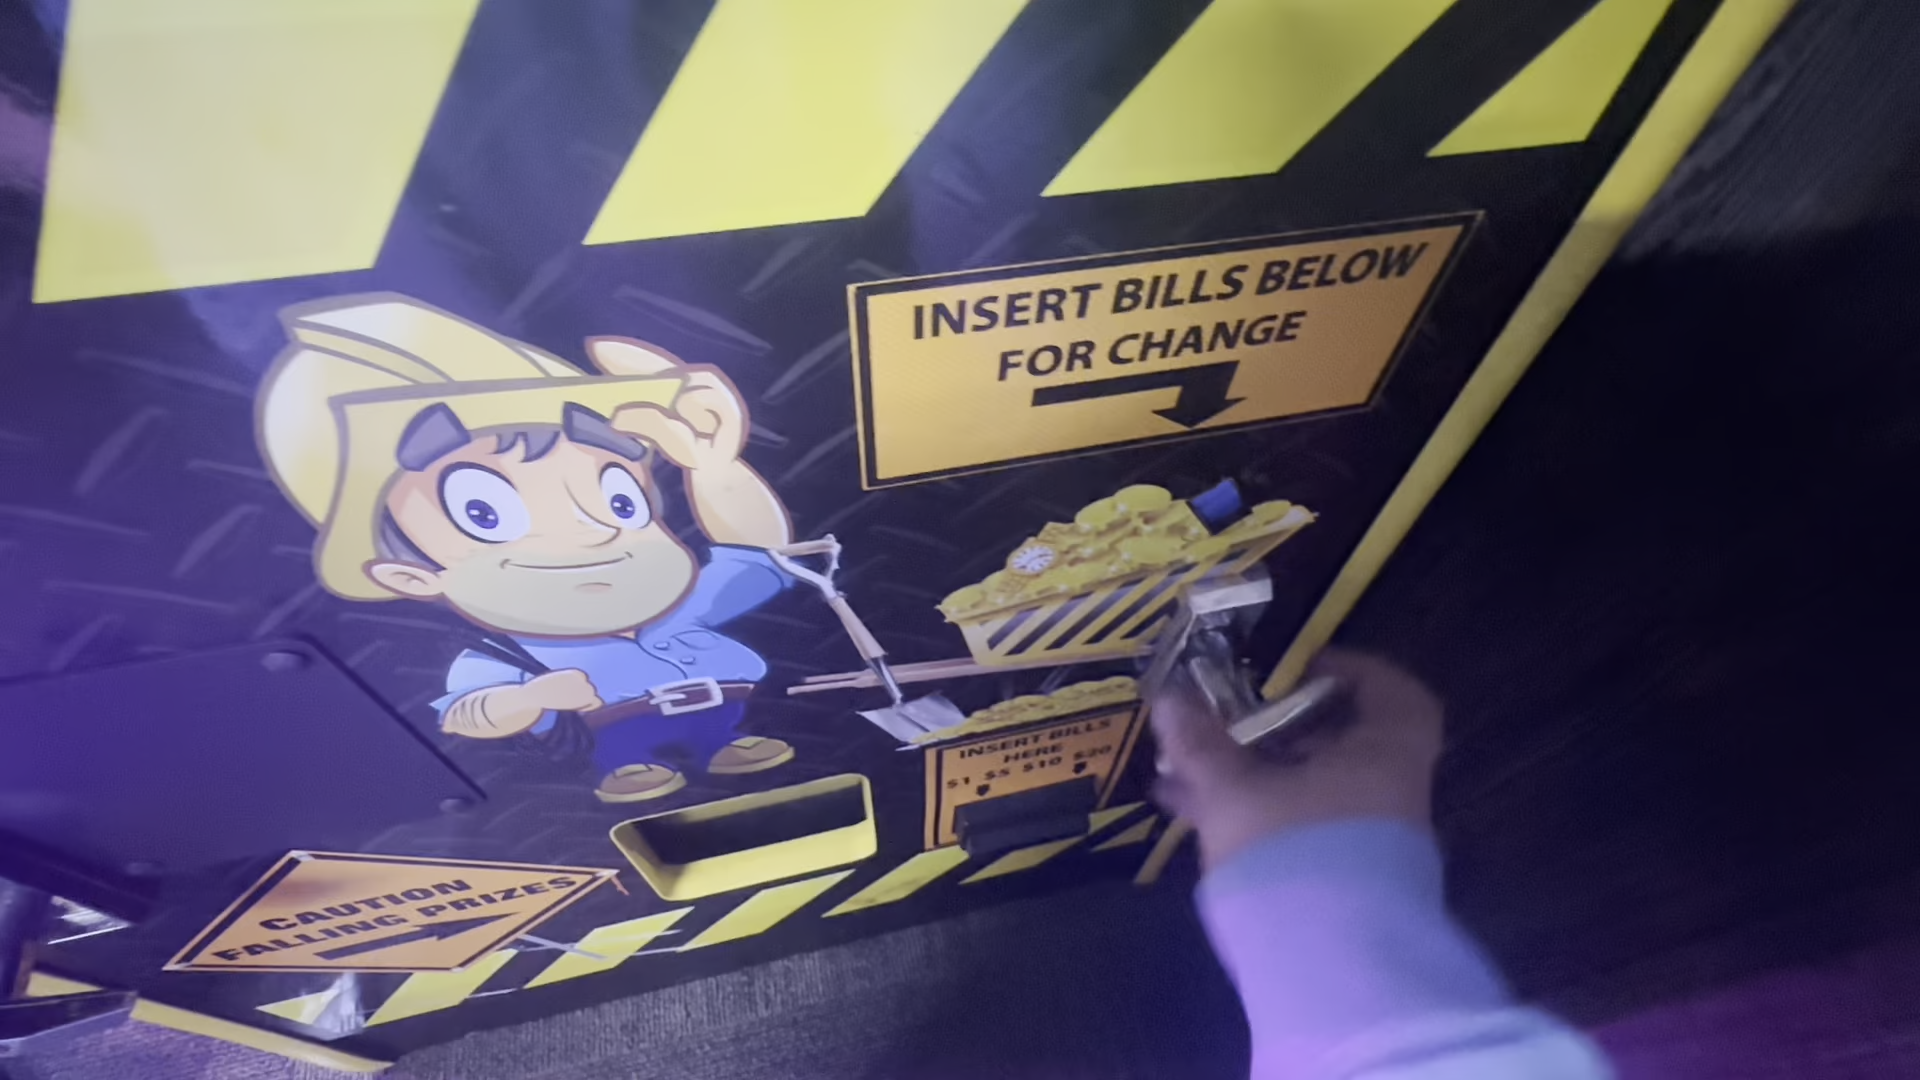 INSERT BILLS BELOW
FOR CHANGE
INSERT BILLS
HERE
$1 $5 $10 $20
CAUTION
FALLING PRIZES